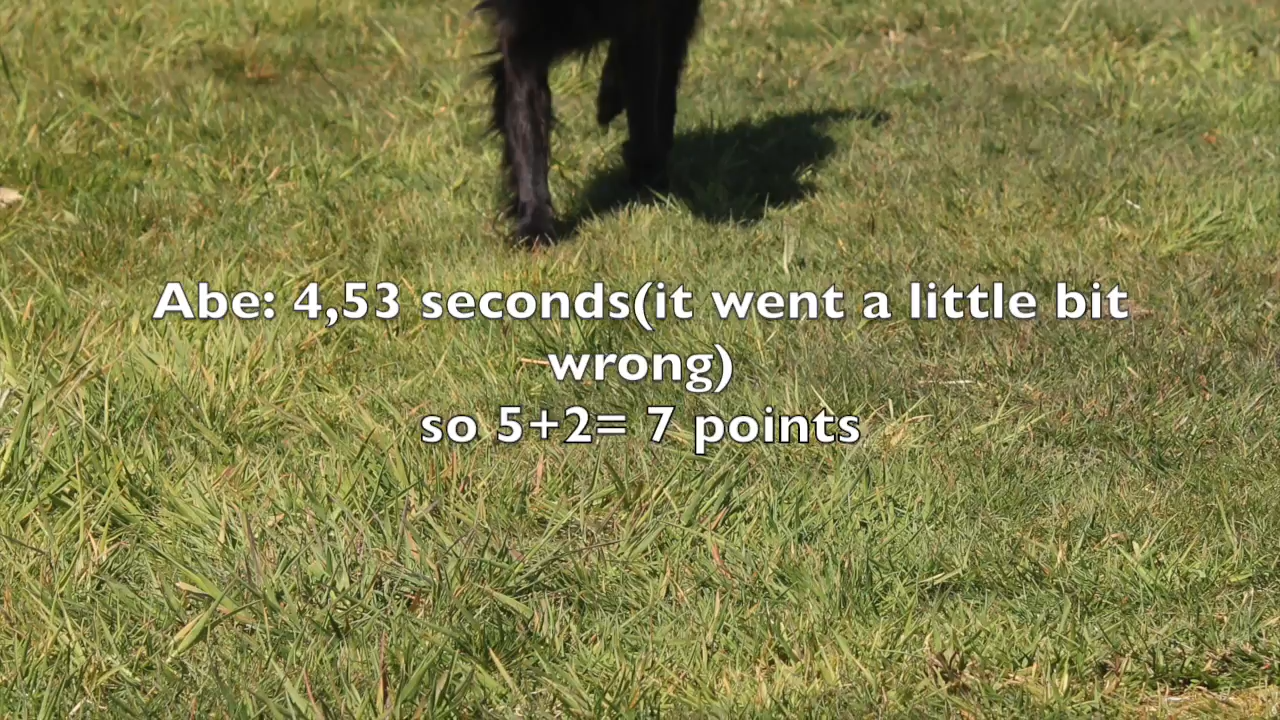 Abe: 4,53 seconds(it went a little bit
wrong)
so 5+2= 7 points